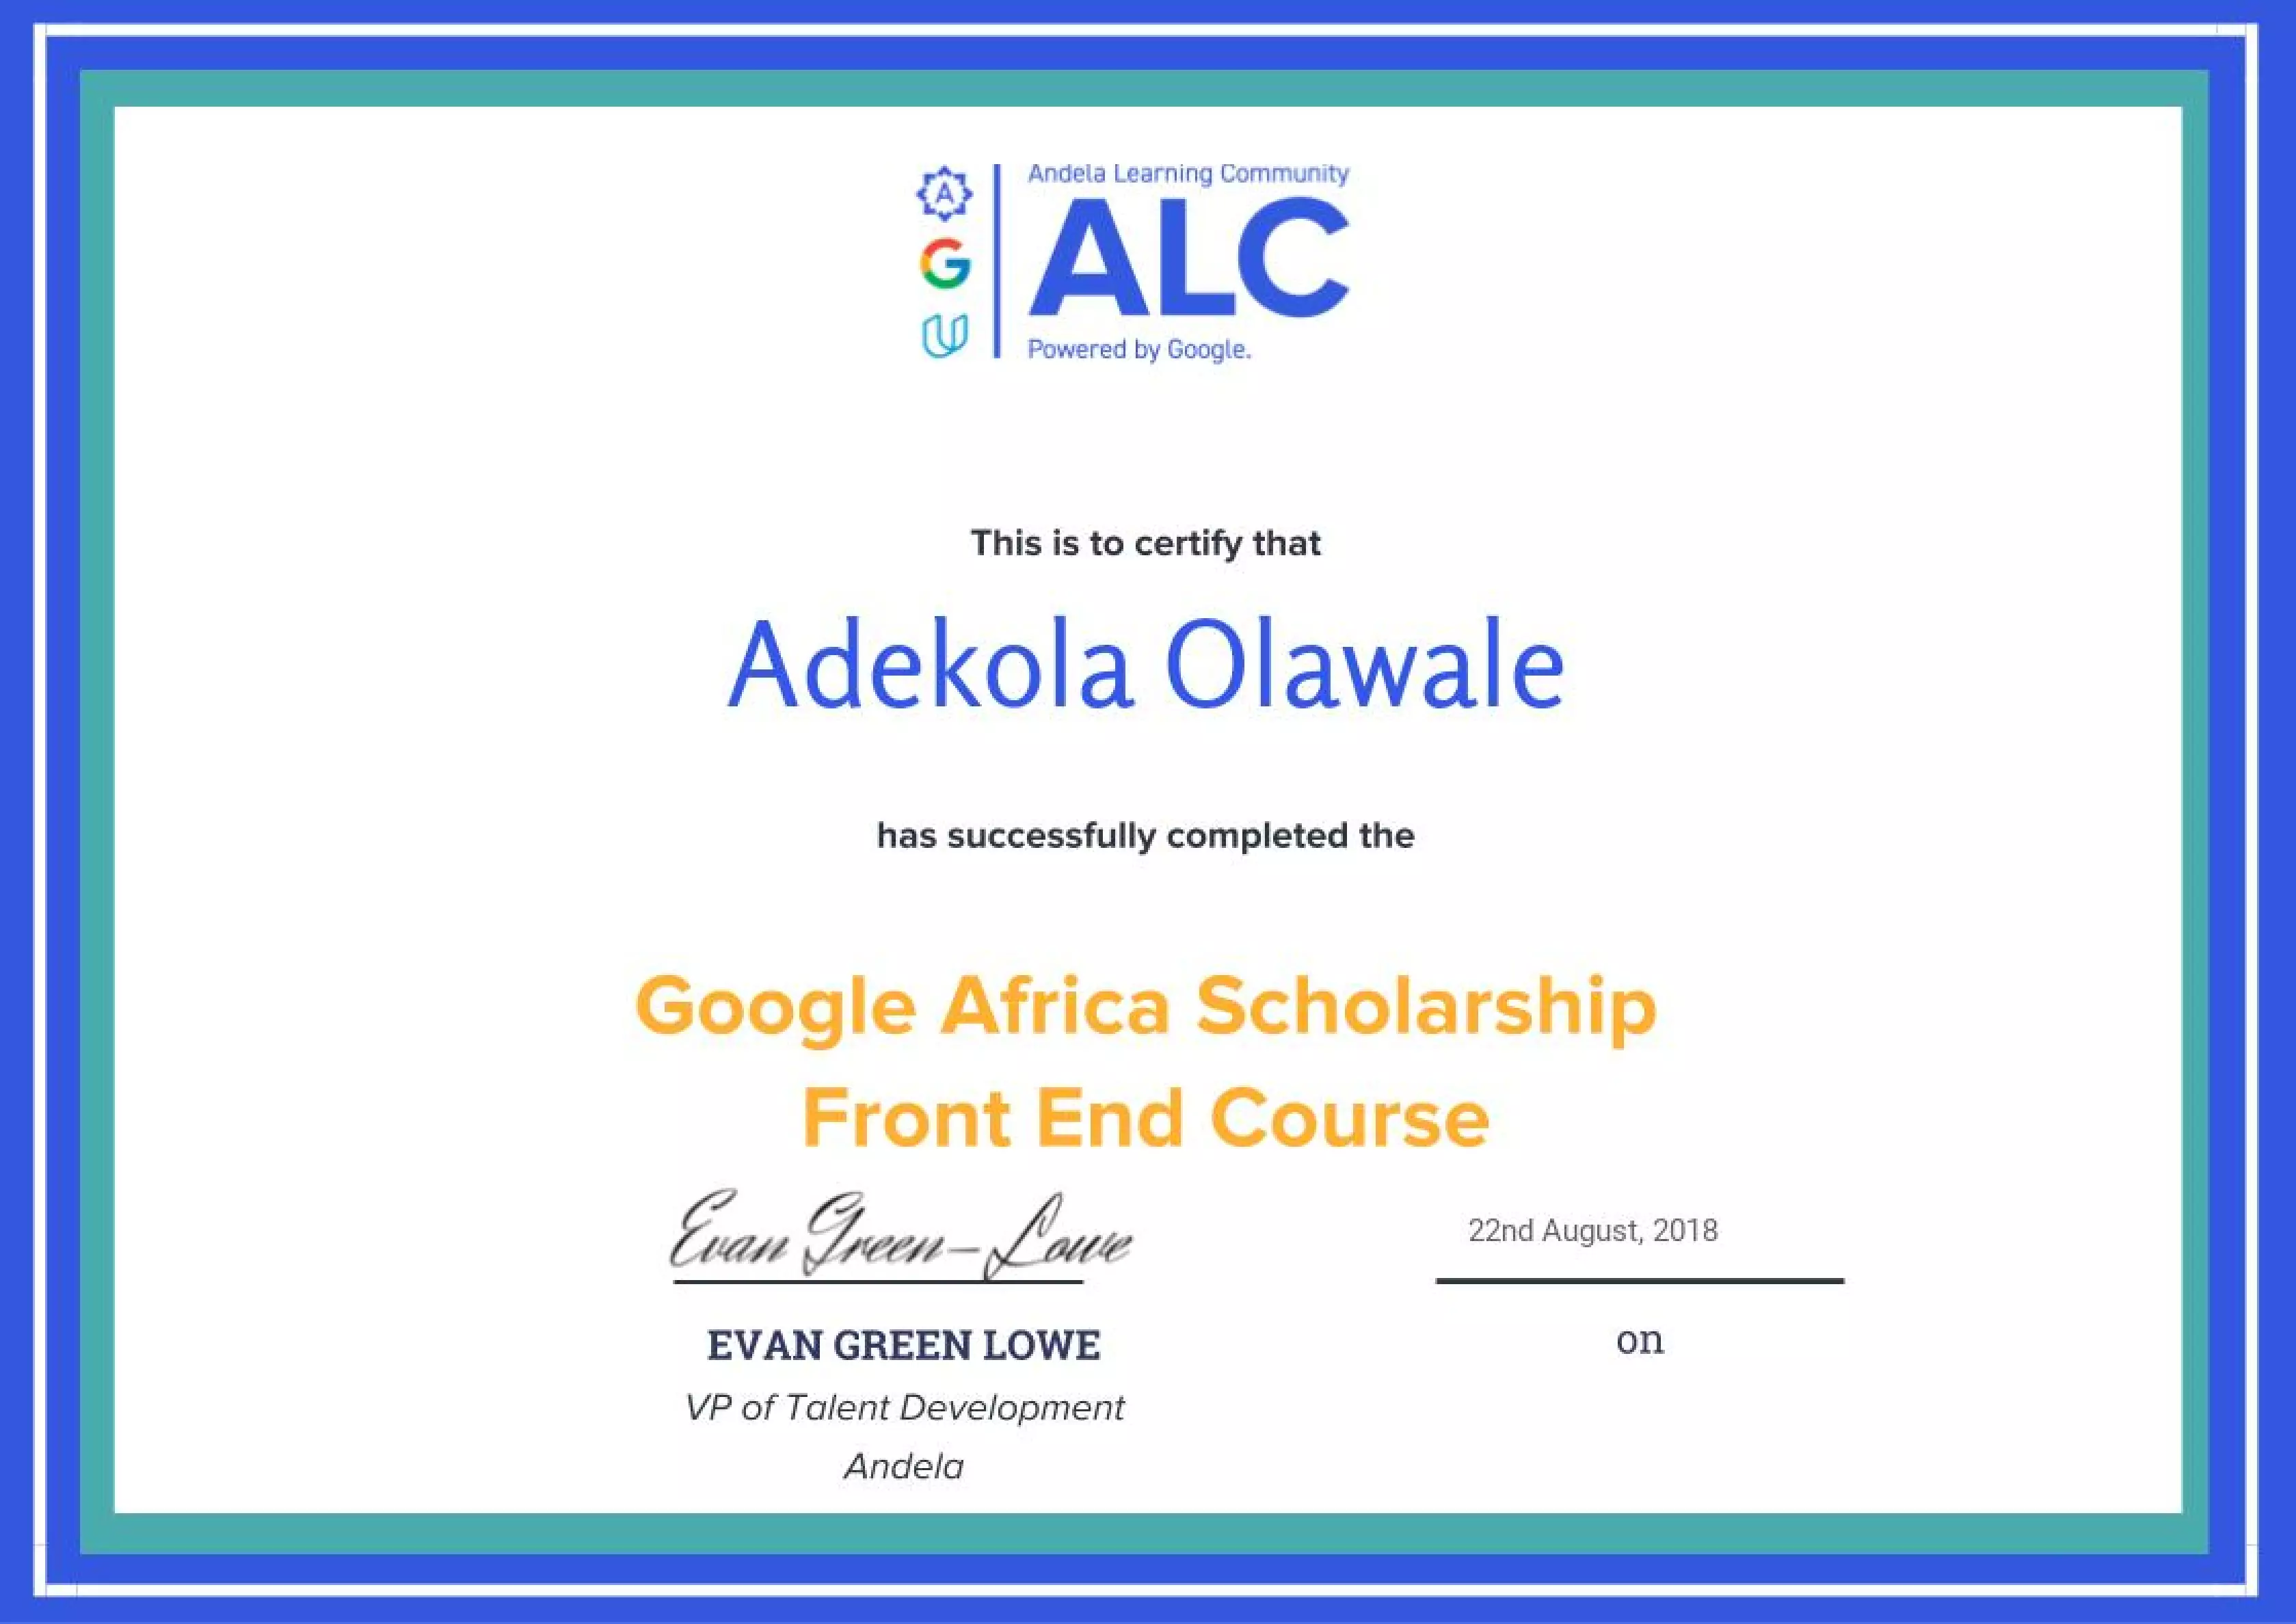 Andela Learning Community
A
G
U
ALC
Powered by Google.
This is to certify that
Adekola Olawale
has successfully completed the
Google Africa Scholarship
Front End Course
Evan Green-Lowe
22nd August, 2018
EVAN GREEN LOWE
on
VP of Talent Development
Andela